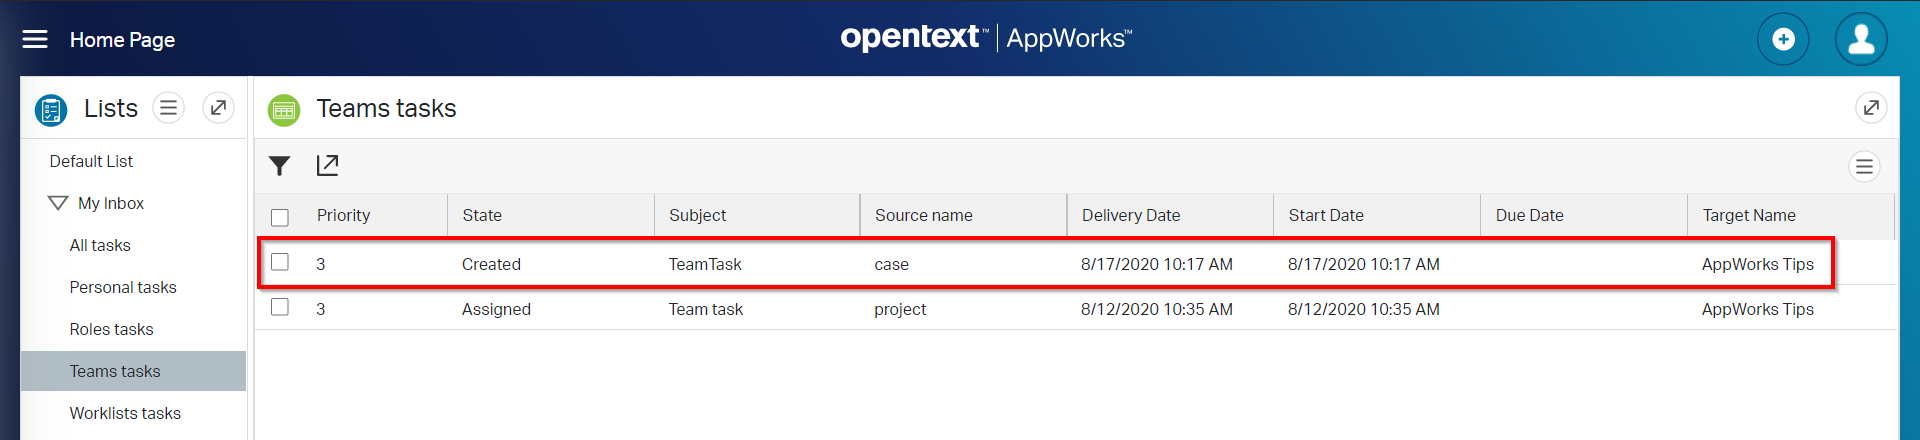 Home Page
opentext™ | AppWorks™
Lists
Teams tasks
Default List
My Inbox
All tasks
Personal tasks
Roles tasks
Teams tasks
Worklists tasks
Priority State Subject Source name Delivery Date Start Date Due Date Target Name
3 Created TeamTask case 8/17/2020 10:17 AM 8/17/2020 10:17 AM AppWorks Tips
3 Assigned Team task project 8/12/2020 10:35 AM 8/12/2020 10:35 AM AppWorks Tips